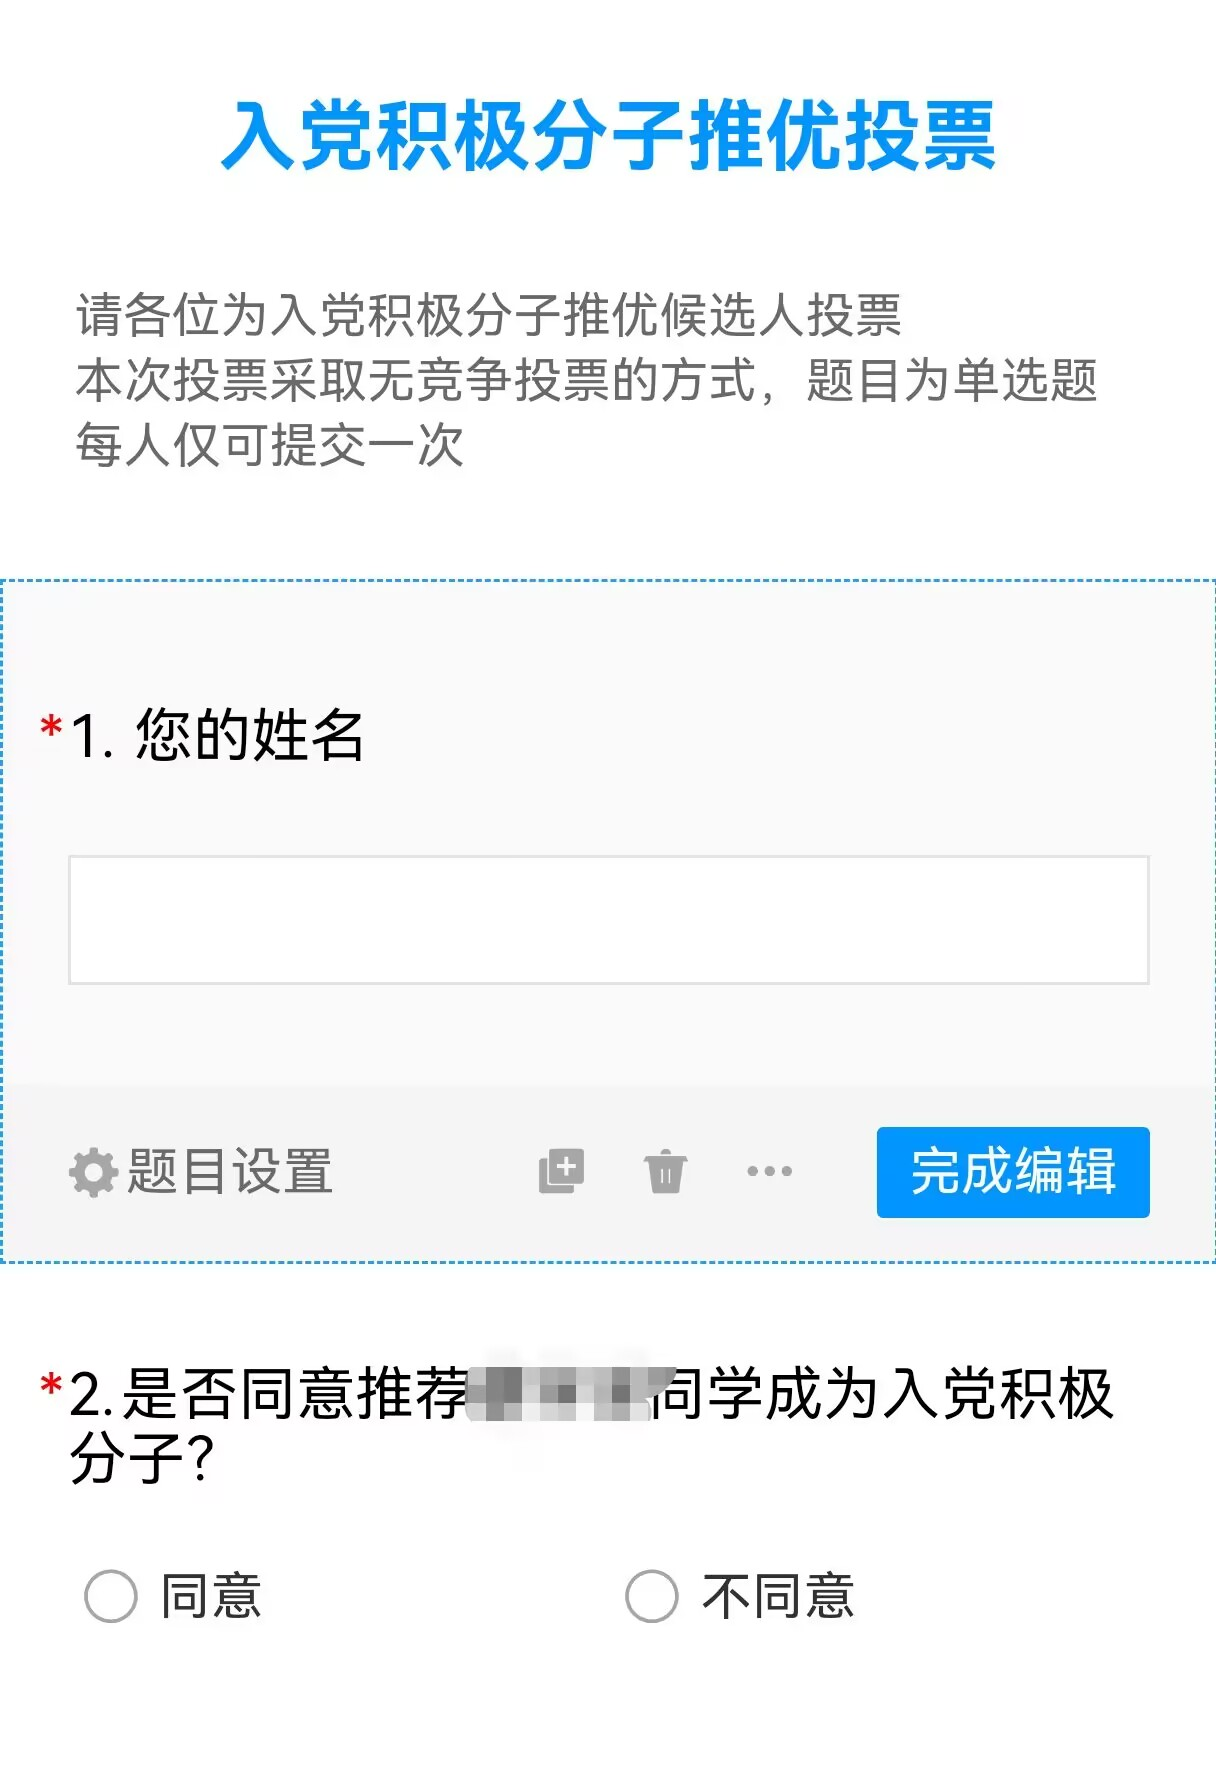 入党积极分子推优投票
请各位为入党积极分子推优候选人投票
本次投票采取无竞争投票的方式，题目为单选题
每人仅可提交一次
*1. 您的姓名
题目设置
完成编辑
*2.是否同意推荐同学成为入党积极
分子？
同意 不同意